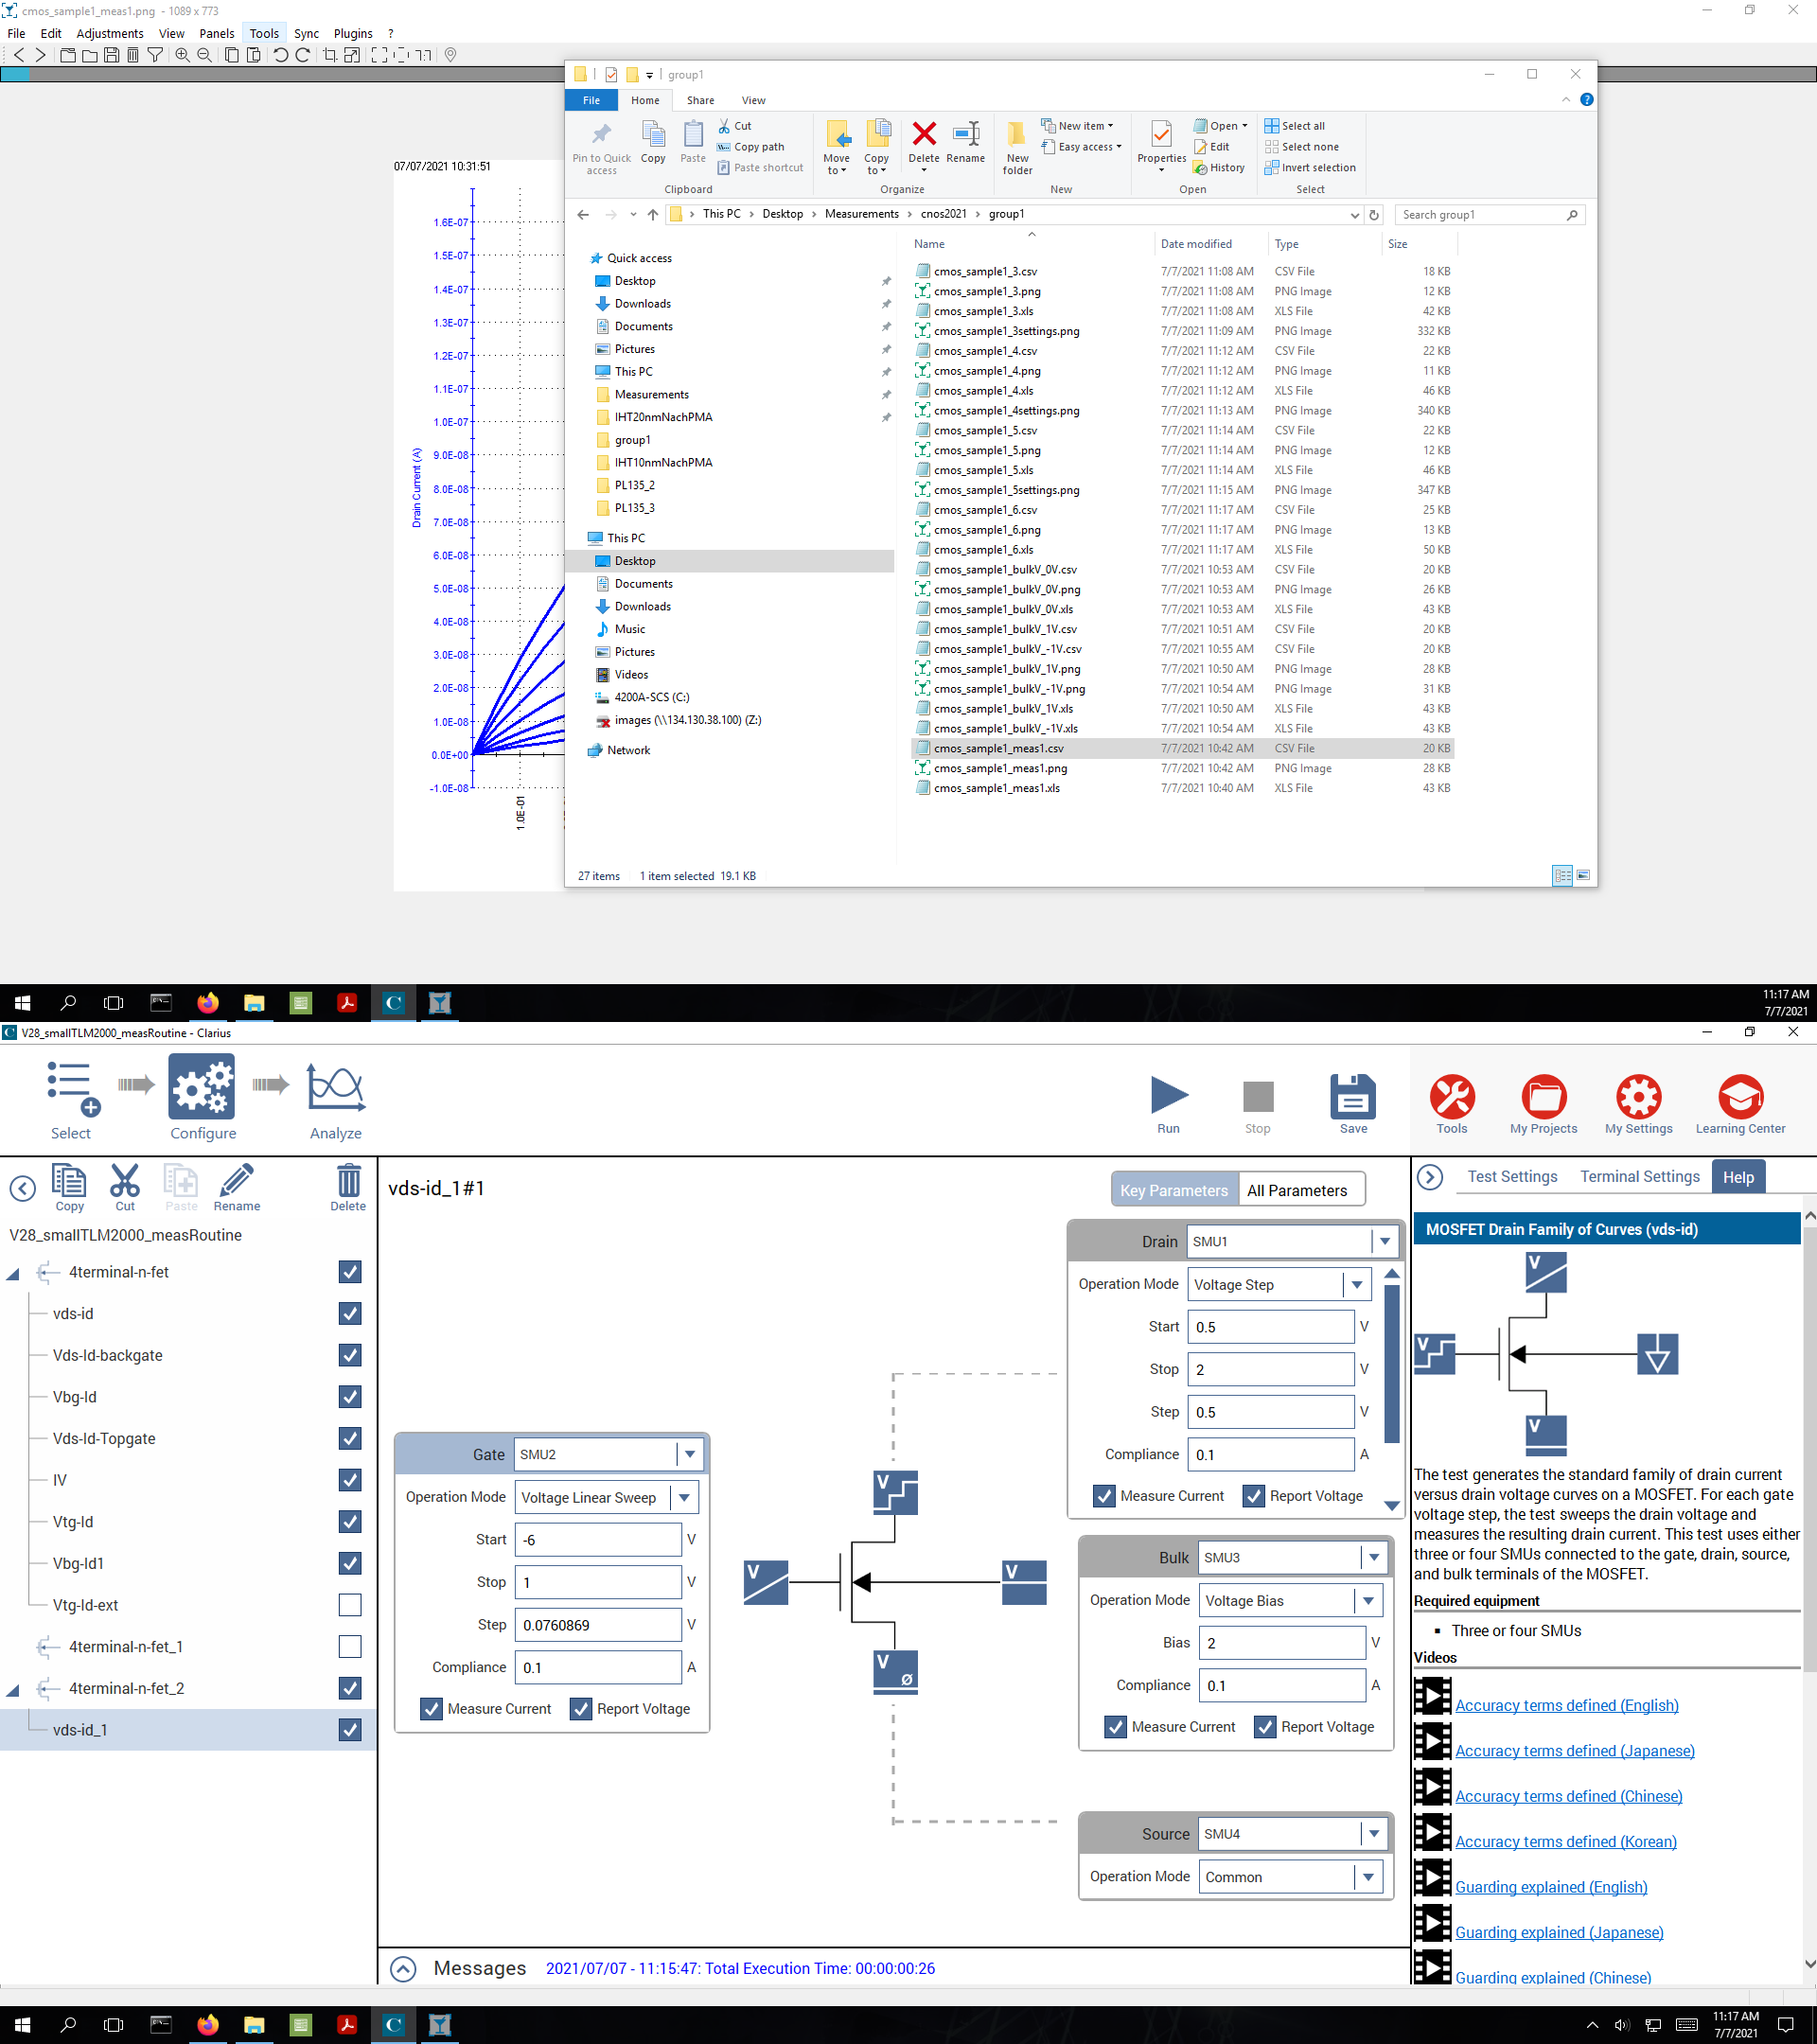 cmos_sample1_meas1.png - 1089 x 773
File Edit Adjustments View Panels Tools Sync Plugins ?
07/07/2021 10:31:51
1.6E-07
1.5E-07
1.4E-07
1.3E-07
1.2E-07
1.1E-07
1.0E-07
9.0E-08
8.0E-08
7.0E-08
6.0E-08
5.0E-08
4.0E-08
3.0E-08
2.0E-08
1.0E-08
0.0E+00
-1.0E-08
Drain Current (A)
1.0E-01
group1
File Home Share View
Pin to Quick access
Copy
Paste
Cut
Copy path
Paste shortcut
Clipboard
Move to
Copy to
Delete
Rename
Organize
New folder
New item
Easy access
New
Properties
Open
Edit
History
Open
Select all
Select none
Invert selection
Select
This PC > Desktop > Measurements > cnos2021 > group1
Search group1
Quick access
Desktop
Downloads
Documents
Pictures
This PC
Measurements
IHT20nmNachPMA
group1
IHT10nmNachPMA
PL135_2
PL135_3
This PC
Desktop
Documents
Downloads
Music
Pictures
Videos
4200A-SCS (C:)
images (\\134.130.38.100) (Z:)
Network
Name Date modified Type Size
cmos_sample1_3.csv 7/7/2021 11:08 AM CSV File 18 KB
cmos_sample1_3.png 7/7/2021 11:08 AM PNG Image 12 KB
cmos_sample1_3.xls 7/7/2021 11:08 AM XLS File 42 KB
cmos_sample1_3settings.png 7/7/2021 11:09 AM PNG Image 332 KB
cmos_sample1_4.csv 7/7/2021 11:12 AM CSV File 22 KB
cmos_sample1_4.png 7/7/2021 11:12 AM PNG Image 11 KB
cmos_sample1_4.xls 7/7/2021 11:12 AM XLS File 46 KB
cmos_sample1_4settings.png 7/7/2021 11:13 AM PNG Image 340 KB
cmos_sample1_5.csv 7/7/2021 11:14 AM CSV File 22 KB
cmos_sample1_5.png 7/7/2021 11:14 AM PNG Image 12 KB
cmos_sample1_5.xls 7/7/2021 11:14 AM XLS File 46 KB
cmos_sample1_5settings.png 7/7/2021 11:15 AM PNG Image 347 KB
cmos_sample1_6.csv 7/7/2021 11:17 AM CSV File 25 KB
cmos_sample1_6.png 7/7/2021 11:17 AM PNG Image 13 KB
cmos_sample1_6.xls 7/7/2021 11:17 AM XLS File 50 KB
cmos_sample1_bulkV_0V.csv 7/7/2021 10:53 AM CSV File 20 KB
cmos_sample1_bulkV_0V.png 7/7/2021 10:53 AM PNG Image 26 KB
cmos_sample1_bulkV_0V.xls 7/7/2021 10:53 AM XLS File 43 KB
cmos_sample1_bulkV_1V.csv 7/7/2021 10:51 AM CSV File 20 KB
cmos_sample1_bulkV_-1V.csv 7/7/2021 10:55 AM CSV File 20 KB
cmos_sample1_bulkV_1V.png 7/7/2021 10:50 AM PNG Image 28 KB
cmos_sample1_bulkV_-1V.png 7/7/2021 10:54 AM PNG Image 31 KB
cmos_sample1_bulkV_1V.xls 7/7/2021 10:50 AM XLS File 43 KB
cmos_sample1_bulkV_-1V.xls 7/7/2021 10:54 AM XLS File 43 KB
cmos_sample1_meas1.csv 7/7/2021 10:42 AM CSV File 20 KB
cmos_sample1_meas1.png 7/7/2021 10:42 AM PNG Image 28 KB
cmos_sample1_meas1.xls 7/7/2021 10:40 AM XLS File 43 KB
27 items 1 item selected 19.1 KB
11:17 AM
7/7/2021
V28_smallTLM2000_measRoutine - Clarius
Select
Configure
Analyze
Run
Stop
Save
Tools
My Projects
My Settings
Learning Center
Copy
Cut
Paste
Rename
Delete
V28_smallTLM2000_measRoutine
4terminal-n-fet
vds-id
Vds-Id-backgate
Vbg-Id
Vds-Id-Topgate
IV
Vtg-Id
Vbg-Id1
Vtg-Id-ext
4terminal-n-fet_1
4terminal-n-fet_2
vds-id_1
vds-id_1#1
Key Parameters All Parameters
Gate SMU2
Operation Mode Voltage Linear Sweep
Start -6 V
Stop 1 V
Step 0.0760869 V
Compliance 0.1 A
Measure Current Report Voltage
V
V
V
V
Drain SMU1
Operation Mode Voltage Step
Start 0.5 V
Stop 2 V
Step 0.5 V
Compliance 0.1 A
Measure Current Report Voltage
Bulk SMU3
Operation Mode Voltage Bias
Bias 2 V
Compliance 0.1 A
Measure Current Report Voltage
Source SMU4
Operation Mode Common
Messages 2021/07/07 - 11:15:47: Total Execution Time: 00:00:00:26
Test Settings Terminal Settings Help
MOSFET Drain Family of Curves (vds-id)
V
V
V
The test generates the standard family of drain current
versus drain voltage curves on a MOSFET. For each gate
voltage step, the test sweeps the drain voltage and
measures the resulting drain current. This test uses either
three or four SMUs connected to the gate, drain, source,
and bulk terminals of the MOSFET.
Required equipment
Three or four SMUs
Videos
Accuracy terms defined (English)
Accuracy terms defined (Japanese)
Accuracy terms defined (Chinese)
Accuracy terms defined (Korean)
Guarding explained (English)
Guarding explained (Japanese)
Guarding explained (Chinese)
11:17 AM
7/7/2021